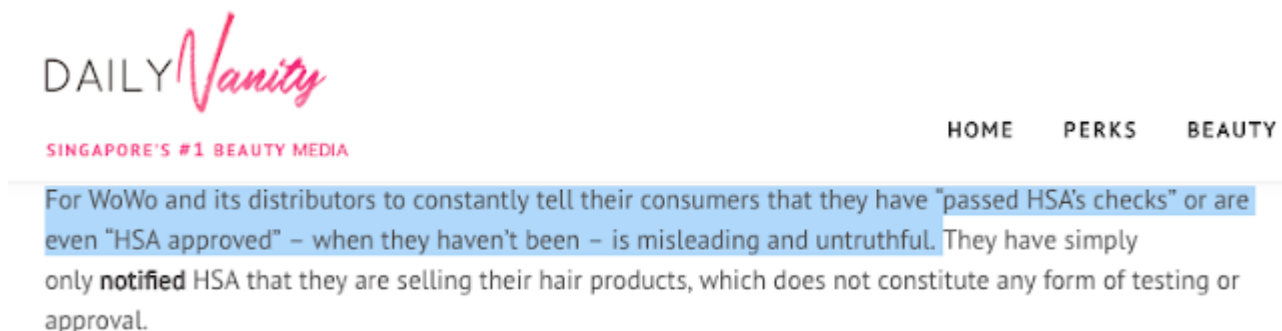 DAILY Vanity
SINGAPORE'S #1 BEAUTY MEDIA
HOME PERKS BEAUTY
For WoWo and its distributors to constantly tell their consumers that they have “passed HSA’s checks” or are
even “HSA approved” – when they haven’t been – is misleading and untruthful. They have simply
only notified HSA that they are selling their hair products, which does not constitute any form of testing or
approval.